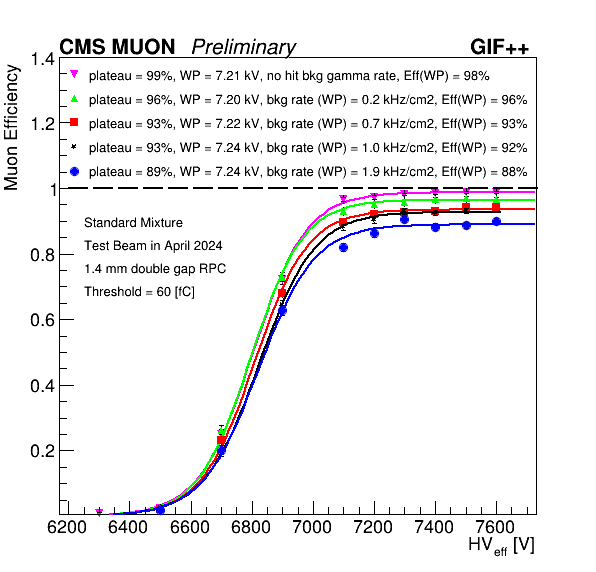 CMS MUON Preliminary GIF++
Muon Efficiency
1.4
plateau = 99%, WP = 7.21 kV, no hit bkg gamma rate, Eff(WP) = 98%
plateau = 96%, WP = 7.20 kV, bkg rate (WP) = 0.2 kHz/cm2, Eff(WP) = 96%
1.2
plateau = 93%, WP = 7.22 kV, bkg rate (WP) = 0.7 kHz/cm2, Eff(WP) = 93%
plateau = 93%, WP = 7.24 kV, bkg rate (WP) = 1.0 kHz/cm2, Eff(WP) = 92%
plateau = 89%, WP = 7.24 kV, bkg rate (WP) = 1.9 kHz/cm2, Eff(WP) = 88%
1
Standard Mixture
Test Beam in April 2024
0.8
1.4 mm double gap RPC
Threshold = 60 [fC]
0.6
0.4
0.2
6200 6400 6600 6800 7000 7200 7400 7600
HVeff [V]